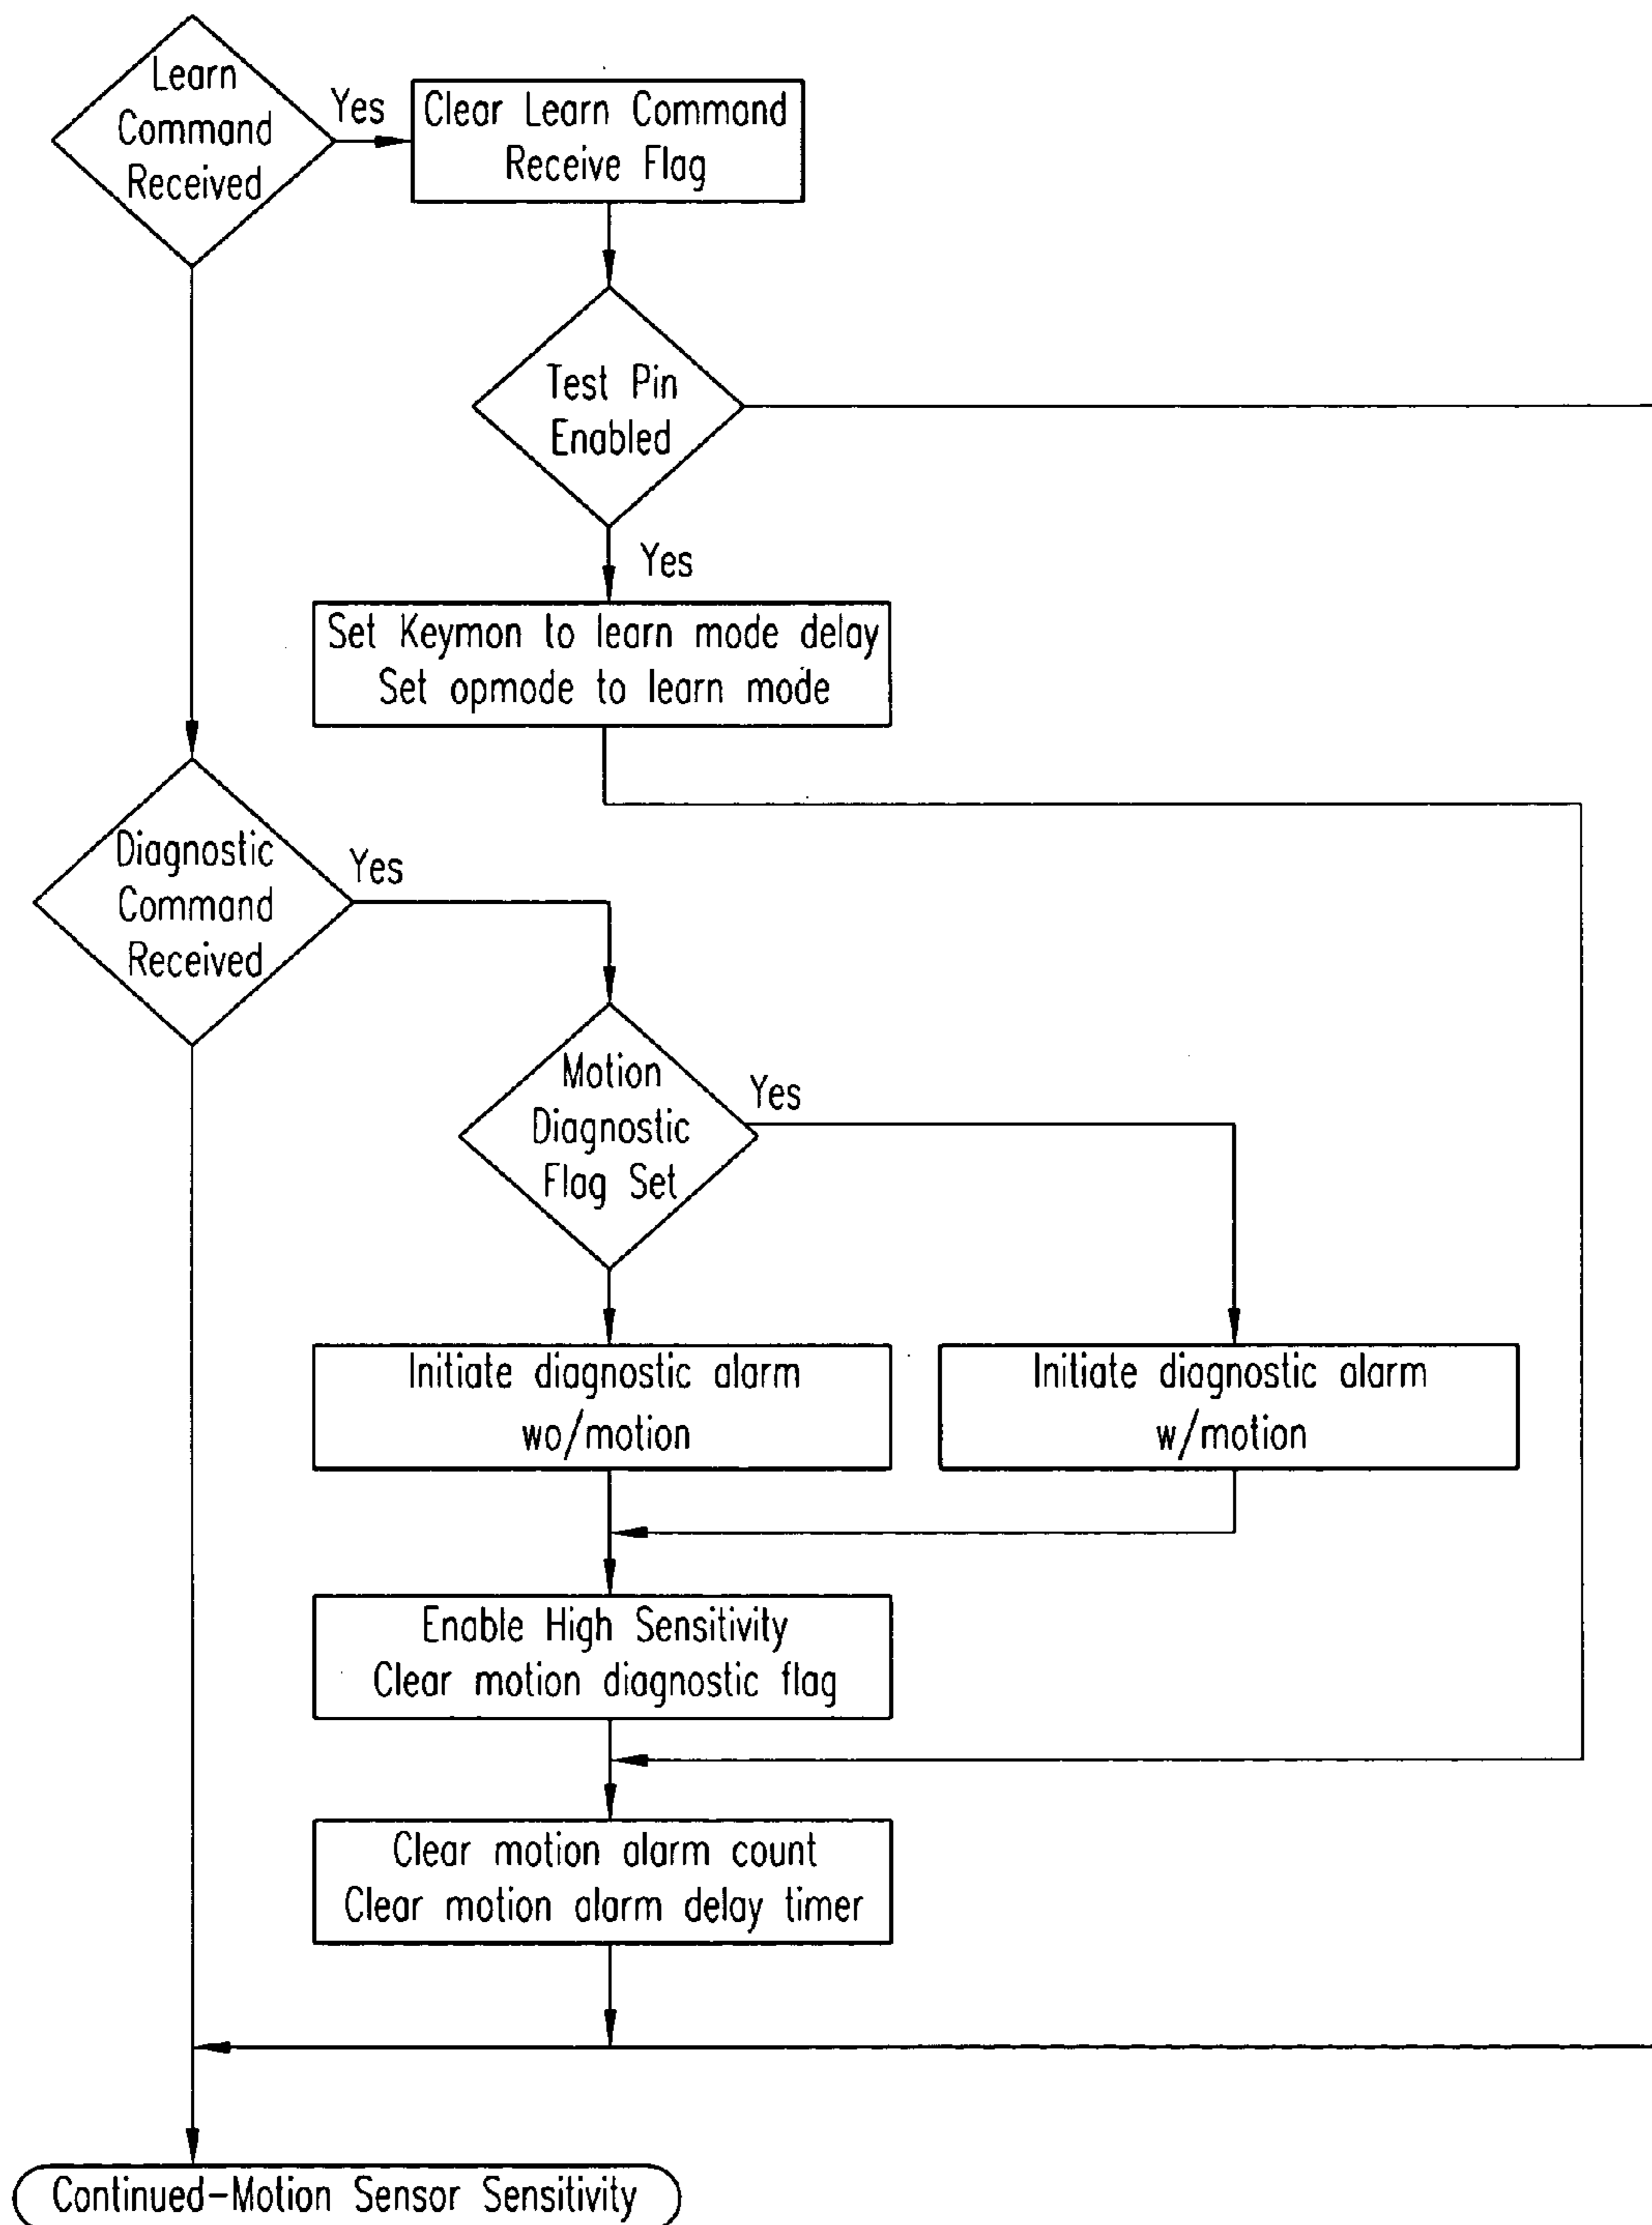 Learn
Command
Received
Yes
Clear Learn Command
Receive Flag
Test Pin
Enabled
Yes
Set Keymon to learn mode delay
Set opmode to learn mode
Diagnostic
Command
Received
Yes
Motion
Diagnostic
Flag Set
Yes
Initiate diagnostic alarm
wo/motion
Initiate diagnostic alarm
w/motion
Enable High Sensitivity
Clear motion diagnostic flag
Clear motion alarm count
Clear motion alarm delay timer
Continued-Motion Sensor Sensitivity